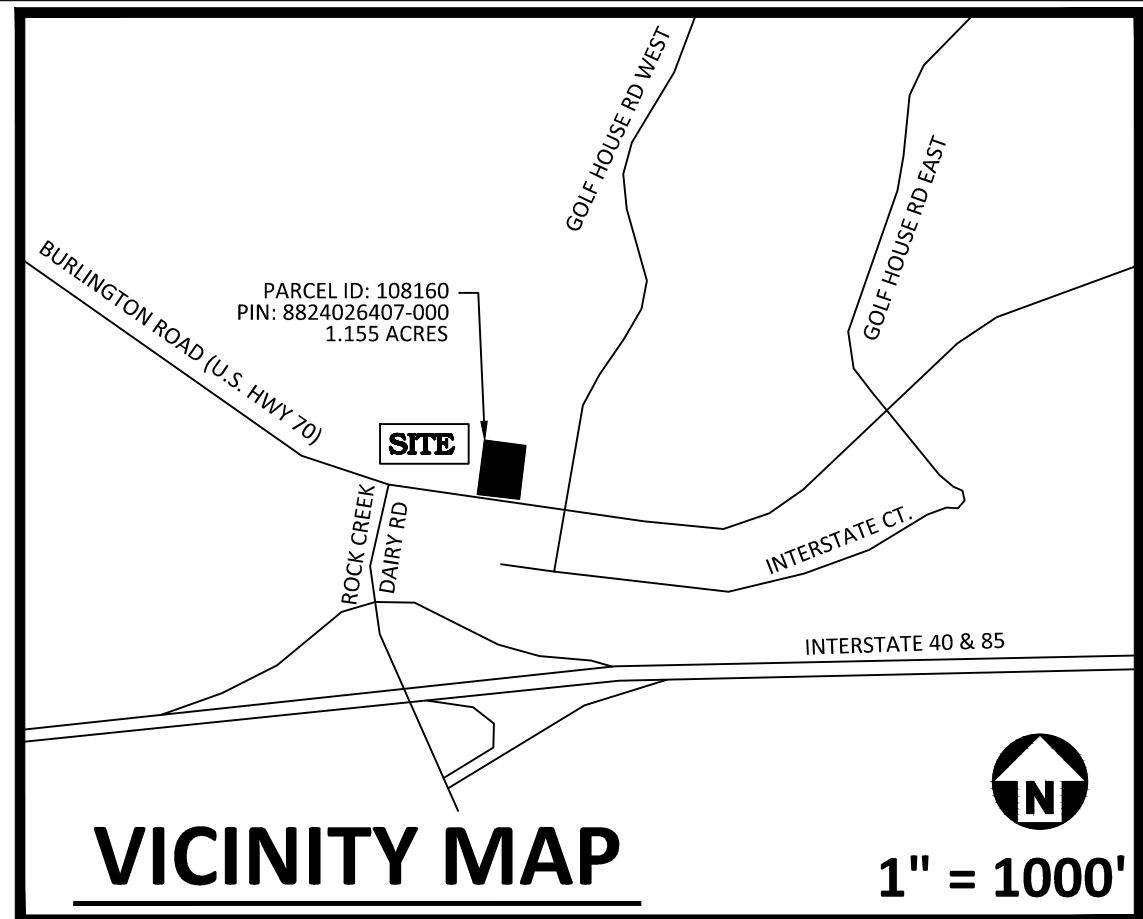 GOLF HOUSE RD WEST
GOLF HOUSE RD EAST
BURLINGTON ROAD (U.S. HWY 70)
PARCEL ID: 108160
PIN: 8824026407-000
1.155 ACRES
SITE
ROCK CREEK
DAIRY RD
INTERSTATE CT.
INTERSTATE 40 & 85
N
VICINITY MAP
1" = 1000'